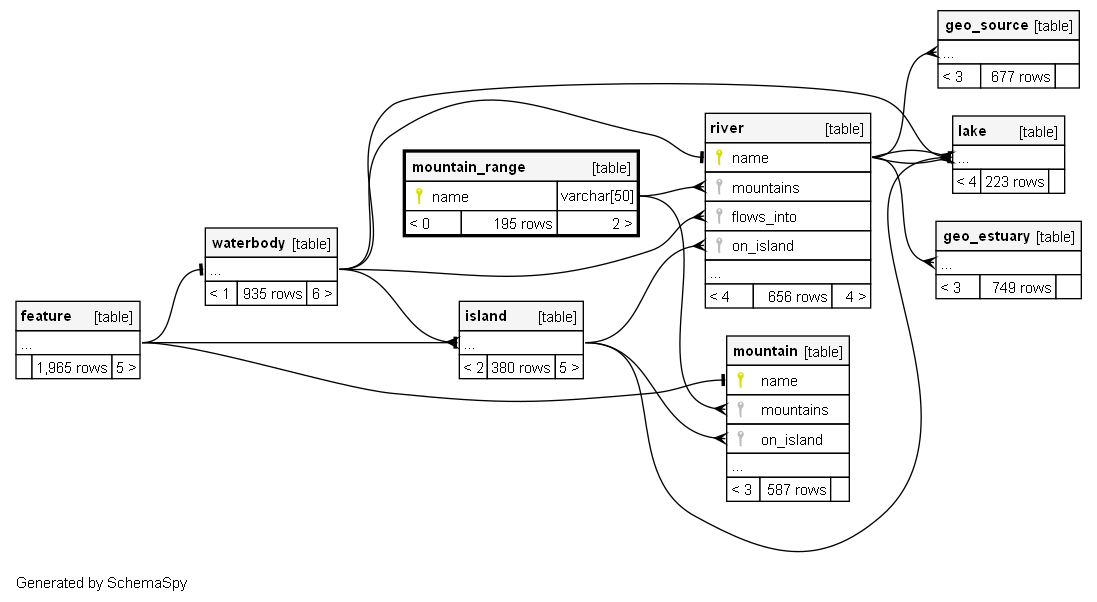 geo_source [table]
...
< 3 677 rows
river [table]
name
mountains
flows_into
on_island
...
< 4 656 rows 4 >
lake [table]
...
< 4 223 rows
mountain_range [table]
name varchar[50]
< 0 195 rows 2 >
waterbody [table]
...
< 1 935 rows 6 >
geo_estuary [table]
...
< 3 749 rows
feature [table]
...
1,965 rows 5 >
island [table]
...
< 2 380 rows 5 >
mountain [table]
name
mountains
on_island
...
< 3 587 rows
Generated by SchemaSpy